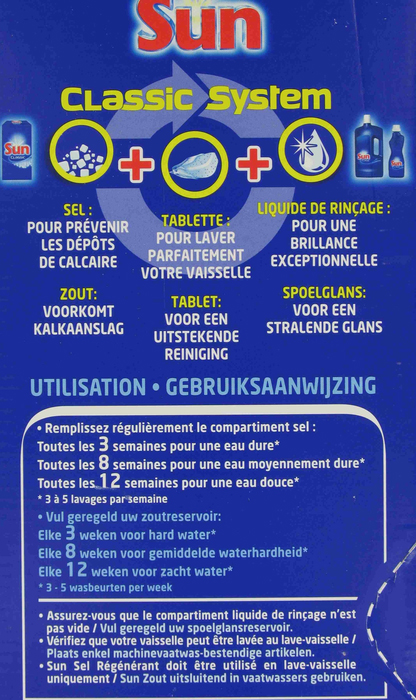 Sun
CLassic System
Sun
Sun
SEL :
POUR PRÉVENIR
LES DÉPÔTS
DE CALCAIRE
TABLETTE :
POUR LAVER
PARFAITEMENT
VOTRE VAISSELLE
LIQUIDE DE RINÇAGE :
POUR UNE
BRILLANCE
EXCEPTIONNELLE
ZOUT:
VOORKOMT
KALKAANSLAG
TABLET:
VOOR EEN
UITSTEKENDE
REINIGING
SPOELGLANS:
VOOR EEN
STRALENDE GLANS
UTILISATION • GEBRUIKSAANWIJZING
• Remplissez régulièrement le compartiment sel :
Toutes les 3 semaines pour une eau dure*
Toutes les 8 semaines pour une eau moyennement dure*
Toutes les 12 semaines pour une eau douce*
* 3 à 5 lavages par semaine
• Vul geregeld uw zoutreservoir:
Elke 3 weken voor hard water*
Elke 8 weken voor gemiddelde waterhardheid*
Elke 12 weken voor zacht water*
* 3 - 5 wasbeurten per week
• Assurez-vous que le compartiment liquide de rinçage n'est
pas vide / Vul geregeld uw spoelglansreservoir.
• Vérifiez que votre vaisselle peut être lavée au lave-vaisselle /
Plaats enkel machinevaatwas-bestendige artikelen.
• Sun Sel Régénérant doit être utilisé en lave-vaisselle
uniquement / Sun Zout uitsluitend in vaatwassers gebruiken.